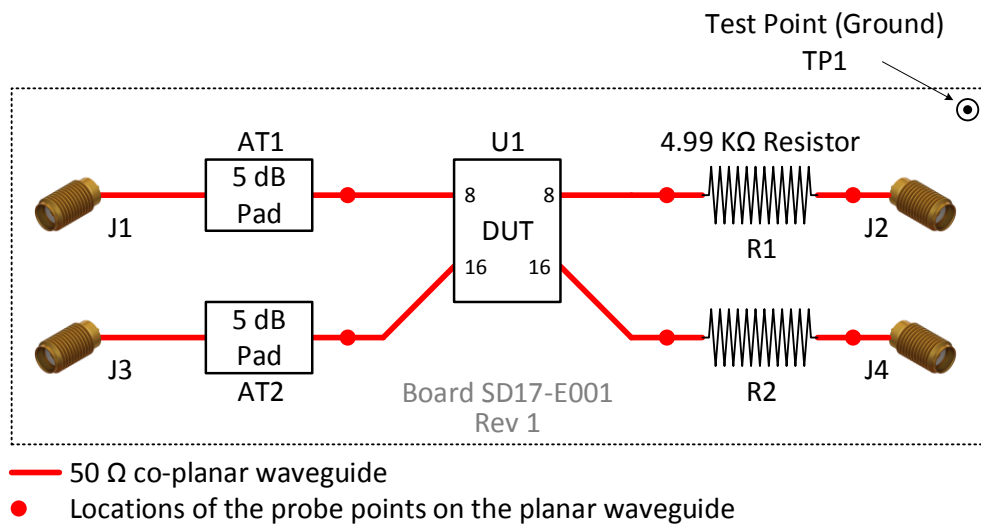 Test Point (Ground)
TP1
AT1
U1
4.99 KΩ Resistor
5 dB
Pad
8
8
J1
DUT
R1
J2
16
16
5 dB
Pad
J3
AT2
R2
J4
Board SD17-E001
Rev 1
50 Ω co-planar waveguide
Locations of the probe points on the planar waveguide